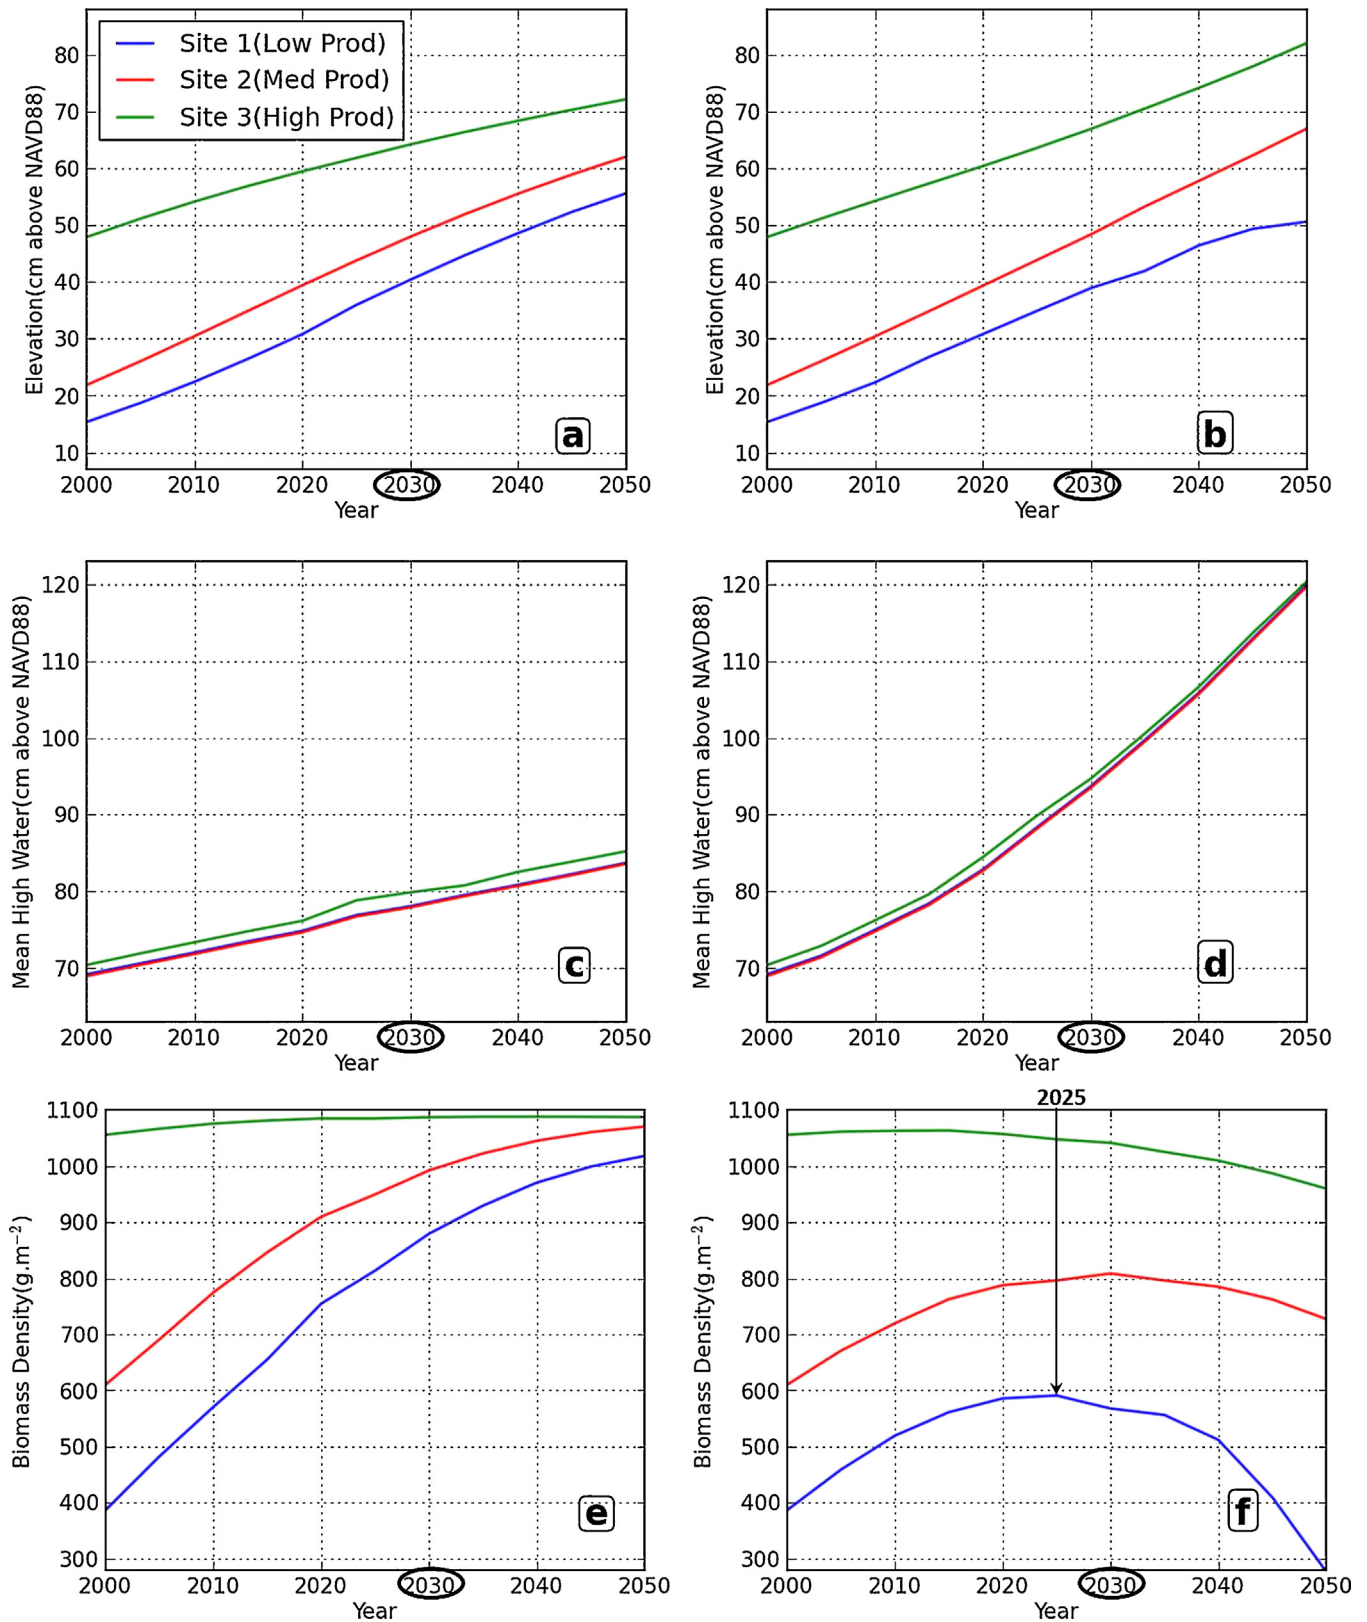 Elevation(cm above NAVD88)
80
70
60
50
40
30
20
10
Site 1(Low Prod)
Site 2(Med Prod)
Site 3(High Prod)
a
2000 2010 2020 2030 2040 2050
Year
Elevation(cm above NAVD88)
80
70
60
50
40
30
20
10
b
2000 2010 2020 2030 2040 2050
Year
Mean High Water(cm above NAVD88)
120
110
100
90
80
70
c
2000 2010 2020 2030 2040 2050
Year
Mean High Water(cm above NAVD88)
120
110
100
90
80
70
d
2000 2010 2020 2030 2040 2050
Year
Biomass Density(g.m⁻²)
1100
1000
900
800
700
600
500
400
300
e
2000 2010 2020 2030 2040 2050
Year
2025
Biomass Density(g.m⁻²)
1100
1000
900
800
700
600
500
400
300
f
2000 2010 2020 2030 2040 2050
Year